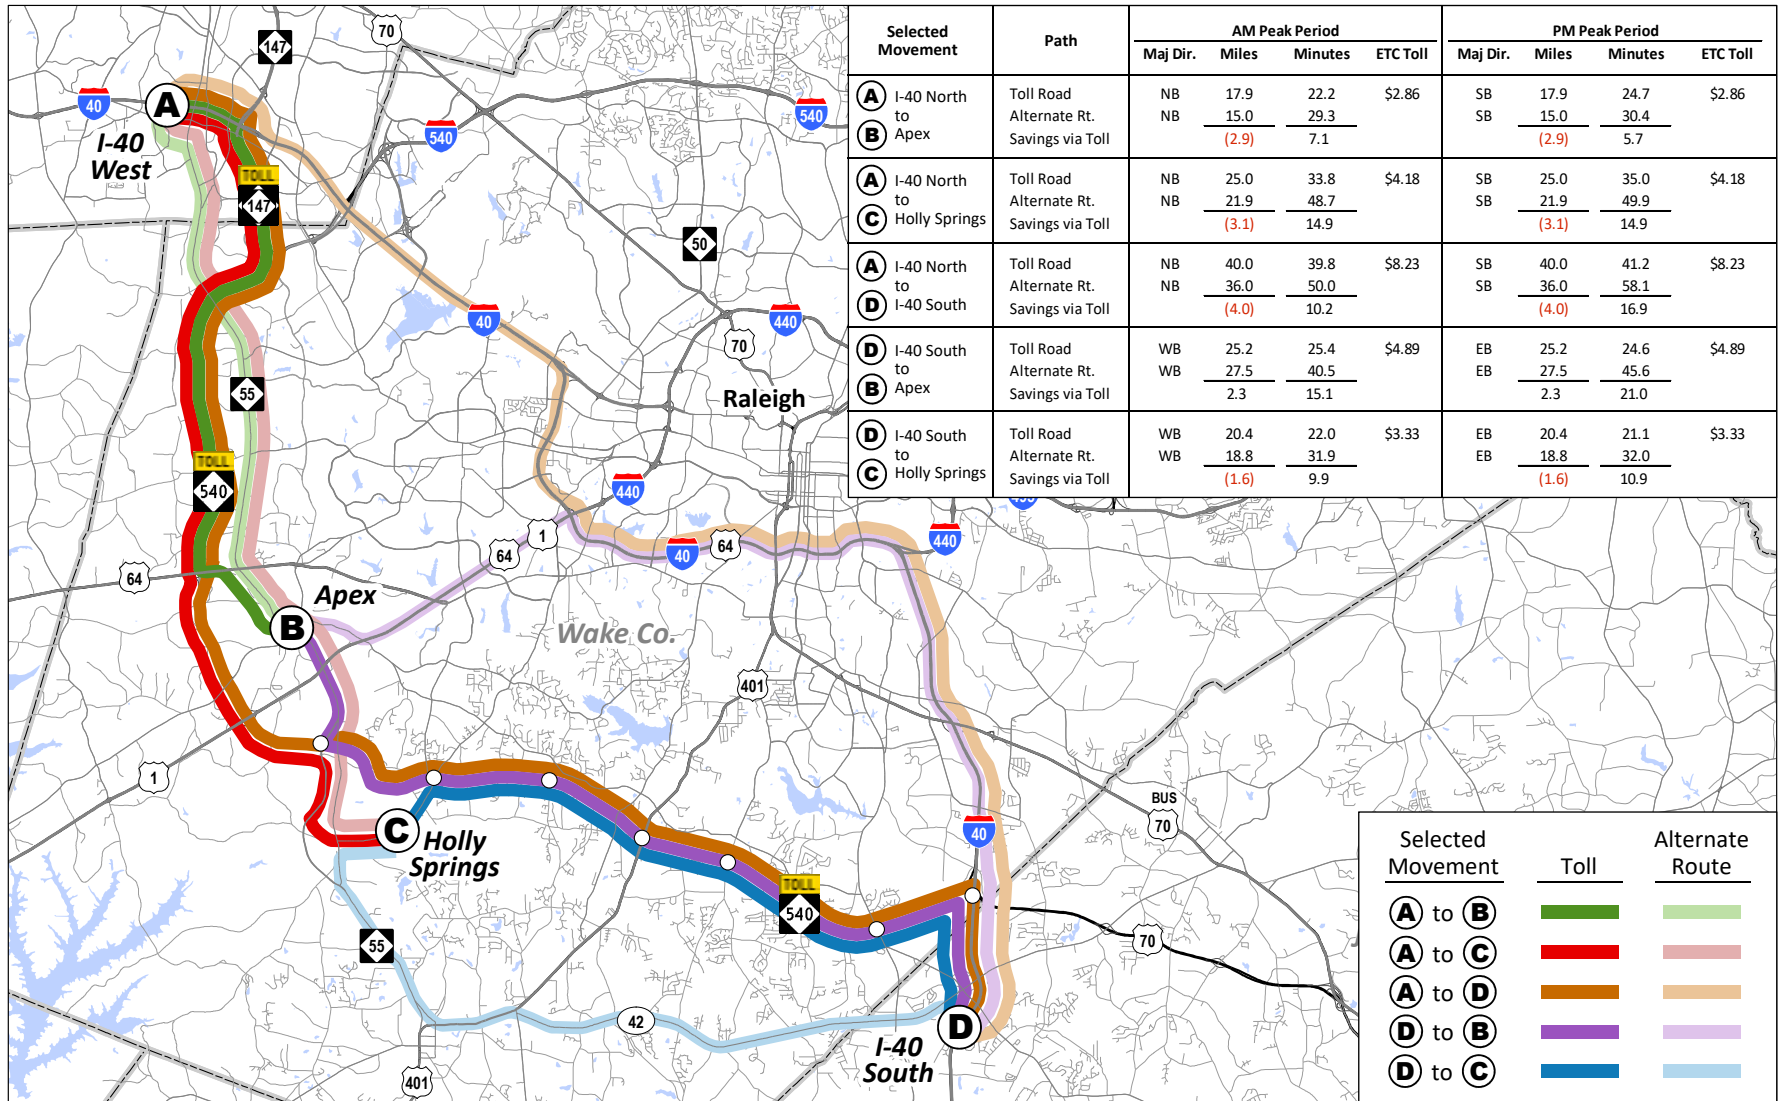 Selected Movement Path AM Peak Period PM Peak Period
Maj Dir. Miles Minutes ETC Toll Maj Dir. Miles Minutes ETC Toll
A I-40 North to B Apex
Toll Road NB 17.9 22.2 $2.86 SB 17.9 24.7 $2.86
Alternate Rt. NB 15.0 29.3 SB 15.0 30.4
Savings via Toll (2.9) 7.1 (2.9) 5.7
A I-40 North to C Holly Springs
Toll Road NB 25.0 33.8 $4.18 SB 25.0 35.0 $4.18
Alternate Rt. NB 21.9 48.7 SB 21.9 49.9
Savings via Toll (3.1) 14.9 (3.1) 14.9
A I-40 North to D I-40 South
Toll Road NB 40.0 39.8 $8.23 SB 40.0 41.2 $8.23
Alternate Rt. NB 36.0 50.0 SB 36.0 58.1
Savings via Toll (4.0) 10.2 (4.0) 16.9
D I-40 South to B Apex
Toll Road WB 25.2 25.4 $4.89 EB 25.2 24.6 $4.89
Alternate Rt. WB 27.5 40.5 EB 27.5 45.6
Savings via Toll 2.3 15.1 2.3 21.0
D I-40 South to C Holly Springs
Toll Road WB 20.4 22.0 $3.33 EB 20.4 21.1 $3.33
Alternate Rt. WB 18.8 31.9 EB 18.8 32.0
Savings via Toll (1.6) 9.9 (1.6) 10.9
70
147
40
A
540
540
I-40
West
TOLL
147
50
40
440
70
55
Raleigh
TOLL
540
440
1
64
40
64
440
64
Apex
B
Wake Co.
401
1
BUS
70
C
Holly
Springs
40
TOLL
540
55
70
42
D
I-40
South
401
Selected
Movement
Toll
Alternate
Route
A to B
A to C
A to D
D to B
D to C